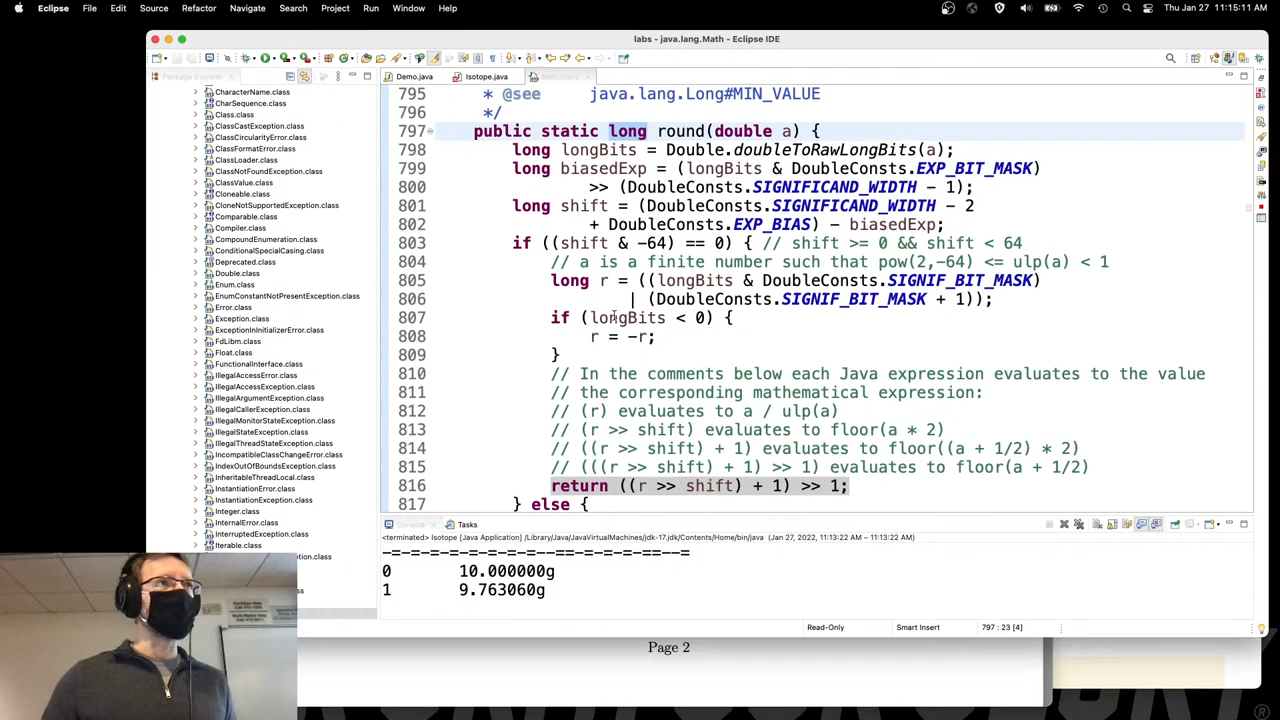 Eclipse File Edit Source Refactor Navigate Search Project Run Window Help Thu Jan 27 11:15:11 AM
labs - java.lang.Math - Eclipse IDE
Package Explorer
Demo.java Isotope.java Math.class
CharacterName.class
CharSequence.class
Class.class
ClassCastException.class
ClassCircularityError.class
ClassFormatError.class
ClassLoader.class
ClassNotFoundException.class
ClassValue.class
Cloneable.class
CloneNotSupportedException.class
Comparable.class
Compiler.class
CompoundEnumeration.class
ConditionalSpecialCasing.class
Deprecated.class
Double.class
Enum.class
EnumConstantNotPresentException.class
Error.class
Exception.class
ExceptionInInitializerError.class
FdLibm.class
Float.class
FunctionalInterface.class
IllegalAccessError.class
IllegalAccessException.class
IllegalArgumentException.class
IllegalCallerException.class
IllegalMonitorStateException.class
IllegalStateException.class
IllegalThreadStateException.class
IncompatibleClassChangeError.class
IndexOutOfBoundsException.class
InheritableThreadLocal.class
InstantiationError.class
InstantiationException.class
Integer.class
InternalError.class
InterruptedException.class
Iterable.class
795 * @see java.lang.Long#MIN_VALUE
796 */
797 public static long round(double a) {
798 long longBits = Double.doubleToRawLongBits(a);
799 long biasedExp = (longBits & DoubleConsts.EXP_BIT_MASK)
800 >> (DoubleConsts.SIGNIFICAND_WIDTH - 1);
801 long shift = (DoubleConsts.SIGNIFICAND_WIDTH - 2
802 + DoubleConsts.EXP_BIAS) - biasedExp;
803 if ((shift & -64) == 0) { // shift >= 0 && shift < 64
804 // a is a finite number such that pow(2,-64) <= ulp(a) < 1
805 long r = ((longBits & DoubleConsts.SIGNIF_BIT_MASK)
806 | (DoubleConsts.SIGNIF_BIT_MASK + 1));
807 if (longBits < 0) {
808 r = -r;
809 }
810 // In the comments below each Java expression evaluates to the value
811 // the corresponding mathematical expression:
812 // (r) evaluates to a / ulp(a)
813 // (r >> shift) evaluates to floor(a * 2)
814 // ((r >> shift) + 1) evaluates to floor((a + 1/2) * 2)
815 // (((r >> shift) + 1) >> 1) evaluates to floor(a + 1/2)
816 return ((r >> shift) + 1) >> 1;
817 } else {
Console Tasks
<terminated> Isotope [Java Application] /Library/Java/JavaVirtualMachines/jdk-17.jdk/Contents/Home/bin/java (Jan 27, 2022, 11:13:22 AM – 11:13:22 AM)
-=-=-=-=-=-=-=--==-=-=-=-==--=
0 10.000000g
1 9.763060g
Read-Only Smart Insert 797 : 23 [4]
Page 2